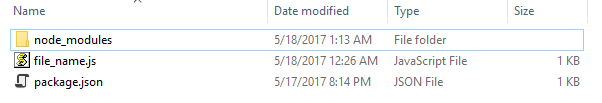 Name Date modified Type Size
node_modules 5/18/2017 1:13 AM File folder
file_name.js 5/18/2017 12:26 AM JavaScript File 1 KB
package.json 5/17/2017 8:14 PM JSON File 1 KB